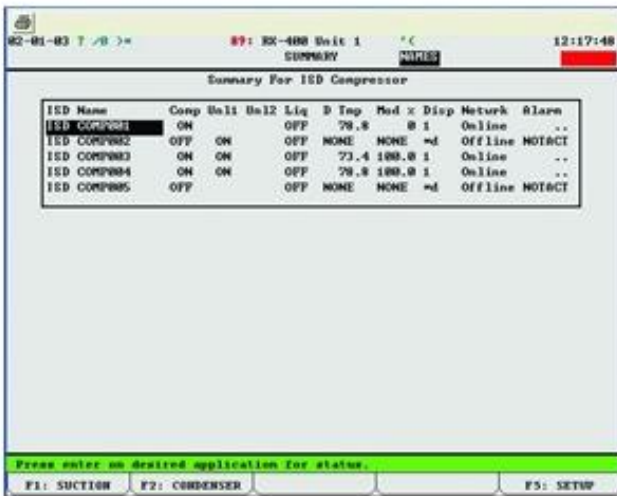 02-01-03 ? /8 >= 89: RX-400 Unit 1 *( 12:17:48
SUMMARY NAMES
Summary For ISD Compressor
ISD Name Comp Unl1 Unl2 Liq D Tmp Mod % Disp Network Alarm
ISD COMP001 ON OFF 78.8 0 1 Online ..
ISD COMP002 OFF ON OFF NONE NONE =d Offline NOTACT
ISD COMP003 ON ON OFF 73.4 100.0 1 Online ..
ISD COMP004 ON ON OFF 78.8 100.0 1 Online ..
ISD COMP005 OFF OFF NONE NONE =d Offline NOTACT
Press enter on desired application for status.
F1: SUCTION F2: CONDENSER F5: SETUP